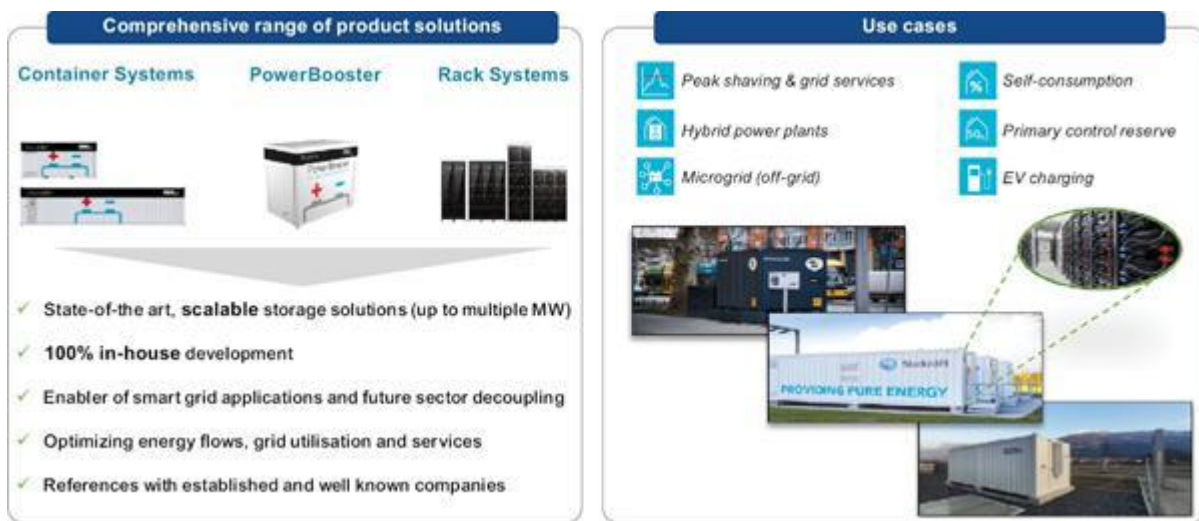 Comprehensive range of product solutions
Container Systems
PowerBooster
Rack Systems
PowerBooster
State-of-the art, scalable storage solutions (up to multiple MW)
100% in-house development
Enabler of smart grid applications and future sector decoupling
Optimizing energy flows, grid utilisation and services
References with established and well known companies
Use cases
Peak shaving & grid services
Self-consumption
%
Hybrid power plants
Primary control reserve
Microgrid (off-grid)
EV charging
PROVIDING PURE ENERGY